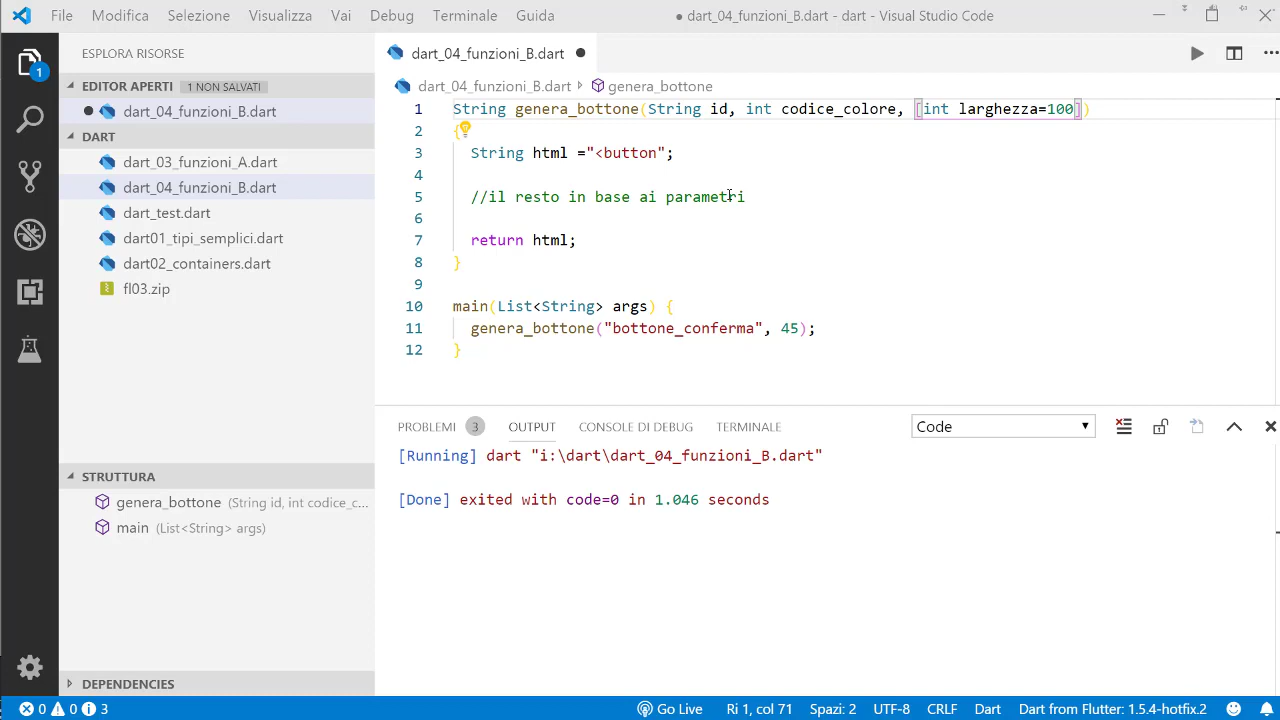 File Modifica Selezione Visualizza Vai Debug Terminale Guida ● dart_04_funzioni_B.dart - dart - Visual Studio Code
ESPLORA RISORSE
EDITOR APERTI 1 NON SALVATI
dart_04_funzioni_B.dart
DART
dart_03_funzioni_A.dart
dart_04_funzioni_B.dart
dart_test.dart
dart01_tipi_semplici.dart
dart02_containers.dart
fl03.zip
STRUTTURA
genera_bottone (String id, int codice_c...
main (List<String> args)
DEPENDENCIES
1
dart_04_funzioni_B.dart ●
dart_04_funzioni_B.dart › genera_bottone
1 String genera_bottone(String id, int codice_colore, [int larghezza=100])
2 {
3 String html ="<button";
4
5 //il resto in base ai parametri
6
7 return html;
8 }
9
10 main(List<String> args) {
11 genera_bottone("bottone_conferma", 45);
12 }
PROBLEMI 3 OUTPUT CONSOLE DI DEBUG TERMINALE Code
[Running] dart "i:\dart\dart_04_funzioni_B.dart"
[Done] exited with code=0 in 1.046 seconds
0 0 3 Go Live Ri 1, col 71 Spazi: 2 UTF-8 CRLF Dart Dart from Flutter: 1.5.4-hotfix.2